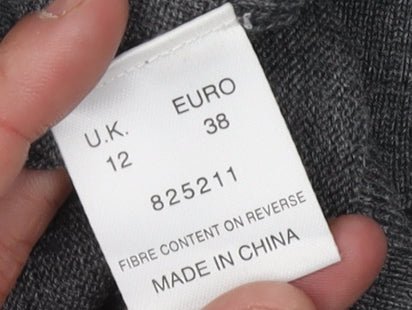 U.K. EURO
12 38
825211
FIBRE CONTENT ON REVERSE
MADE IN CHINA